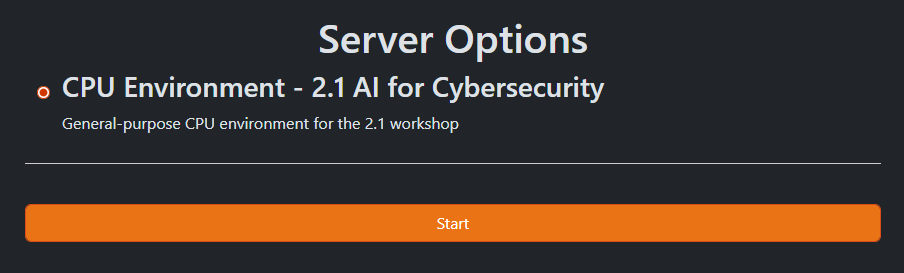 Server Options
CPU Environment - 2.1 AI for Cybersecurity
General-purpose CPU environment for the 2.1 workshop
Start